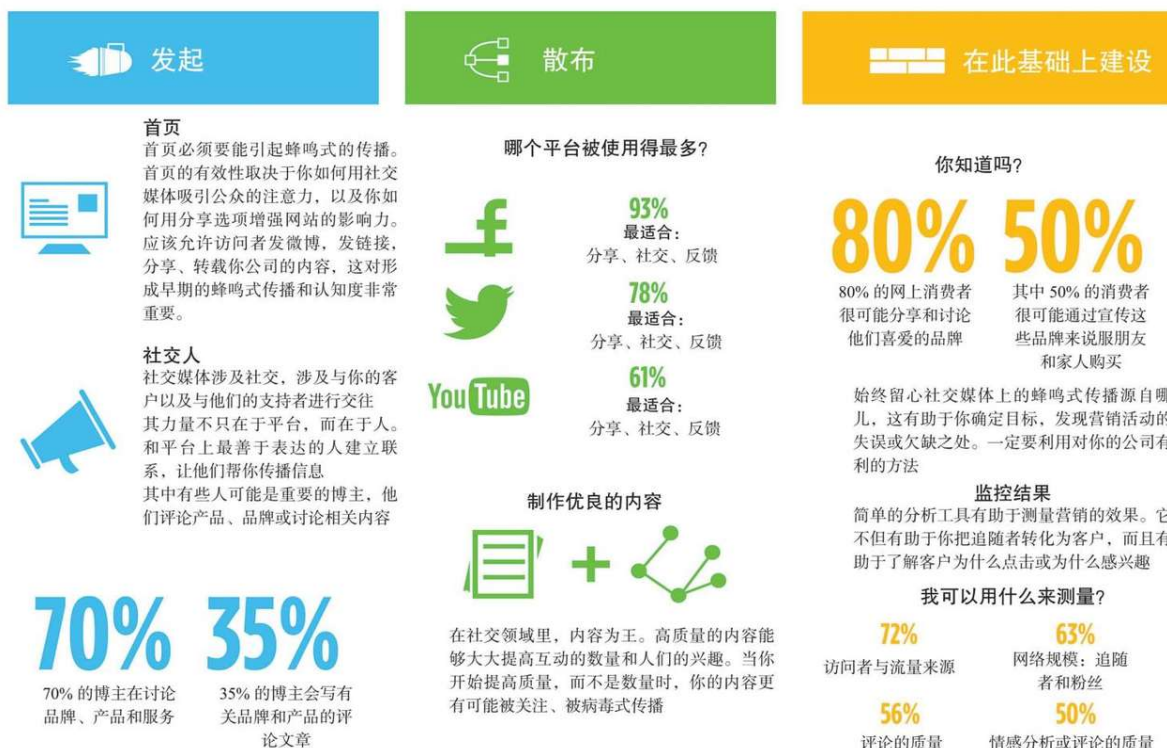 发起
首页
首页必须要能引起蜂鸣式的传播。
首页的有效性取决于你如何用社交
媒体吸引公众的注意力，以及你如
何用分享选项增强网站的影响力。
应该允许访问者发微博，发链接，
分享、转载你公司的内容，这对形
成早期的蜂鸣式传播和认知度非常
重要。
社交人
社交媒体涉及社交，涉及与你的客
户以及与他们的支持者进行交往
其力量不只在于平台，而在于人。
和平台上最善于表达的人建立联
系，让他们帮你传播信息
其中有些人可能是重要的博主，他
们评论产品、品牌或讨论相关内容
70%
70% 的博主在讨论
品牌、产品和服务
35%
35% 的博主会写有
关品牌和产品的评
论文章
散布
哪个平台被使用得最多？
93%
最适合：
分享、社交、反馈
78%
最适合：
分享、社交、反馈
You Tube
61%
最适合：
分享、社交、反馈
制作优良的内容
在社交领域里，内容为王。高质量的内容能
够大大提高互动的数量和人们的兴趣。当你
开始提高质量，而不是数量时，你的内容更
有可能被关注、被病毒式传播
在此基础上建设
你知道吗？
80%
80% 的网上消费者
很可能分享和讨论
他们喜爱的品牌
50%
其中 50% 的消费者
很可能通过宣传这
些品牌来说服朋友
和家人购买
始终留心社交媒体上的蜂鸣式传播源自哪
儿，这有助于你确定目标，发现营销活动的
失误或欠缺之处。一定要利用对你的公司有
利的方法
监控结果
简单的分析工具有助于测量营销的效果。它
不但有助于你把追随者转化为客户，而且有
助于了解客户为什么点击或为什么感兴趣
我可以用什么来测量？
72%
访问者与流量来源
63%
网络规模：追随
者和粉丝
56%
评论的质量
50%
情感分析或评论的质量